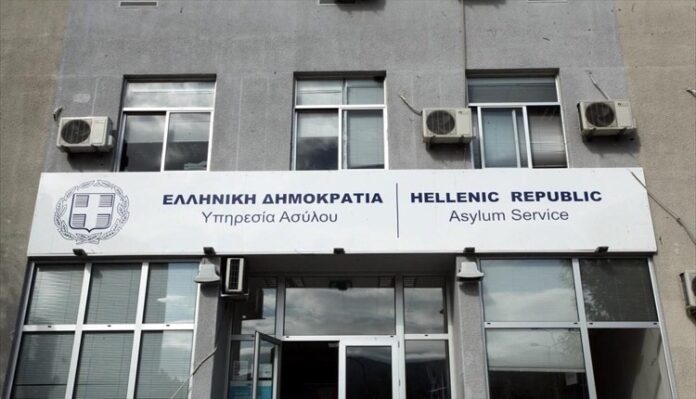 ΕΛΛΗΝΙΚΗ ΔΗΜΟΚΡΑΤΙΑ
Υπηρεσία Ασύλου
HELLENIC REPUBLIC
Asylum Service